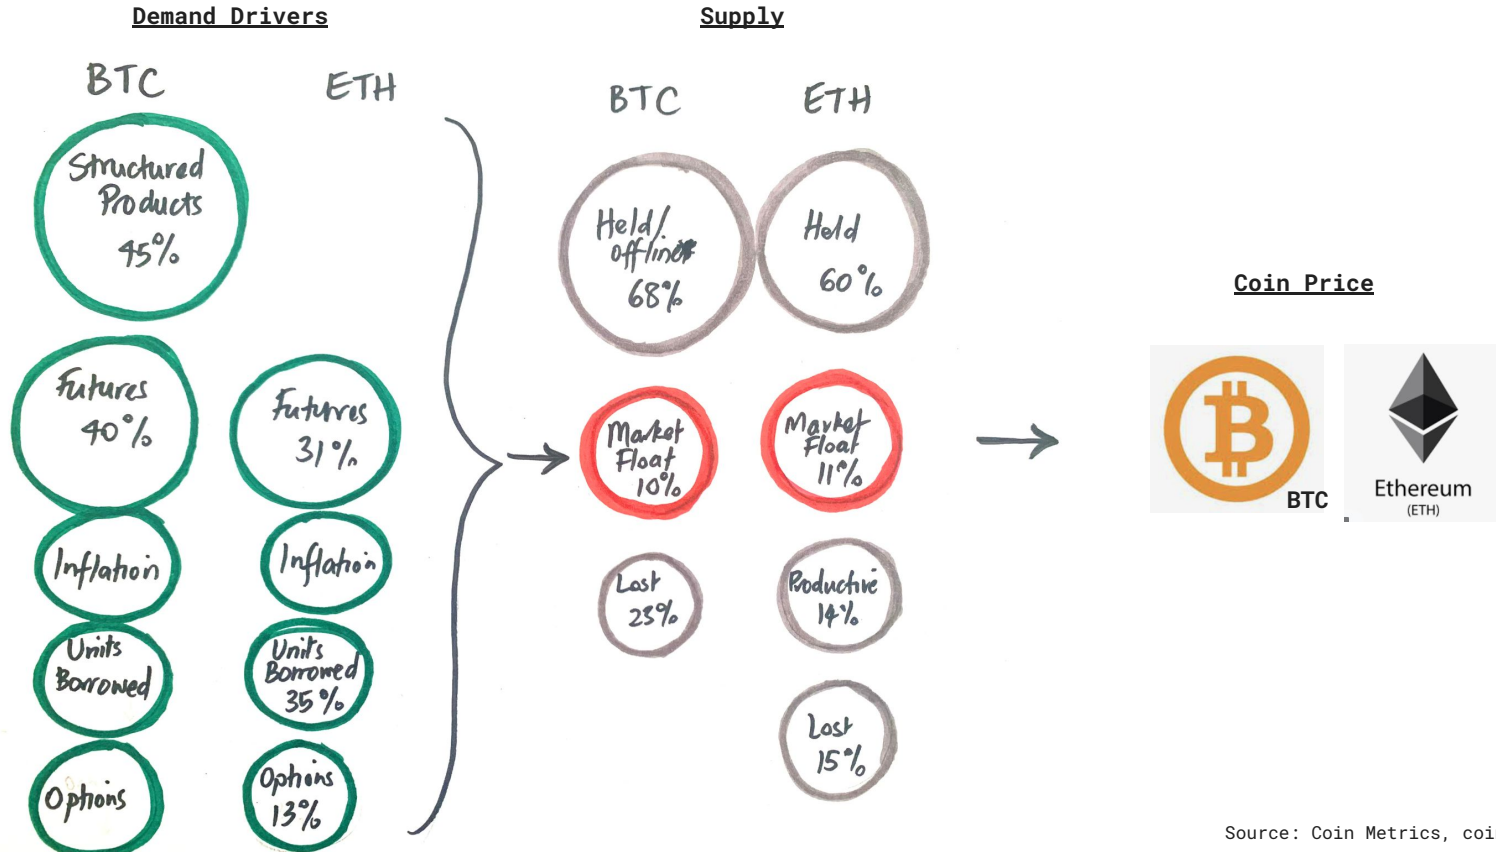 Demand Drivers
Supply
BTC
ETH
BTC
ETH
Structured
Products
45%
Futures
40%
Futures
31%
Inflation
Inflation
Units
Borrowed
Units
Borrowed
35%
Options
Options
13%
Held/
offline
68%
Held
60%
Market
Float
10%
Market
Float
11%
Lost
23%
Productive
14%
Lost
15%
Coin Price
BTC
Ethereum
(ETH)
Source: Coin Metrics, coi